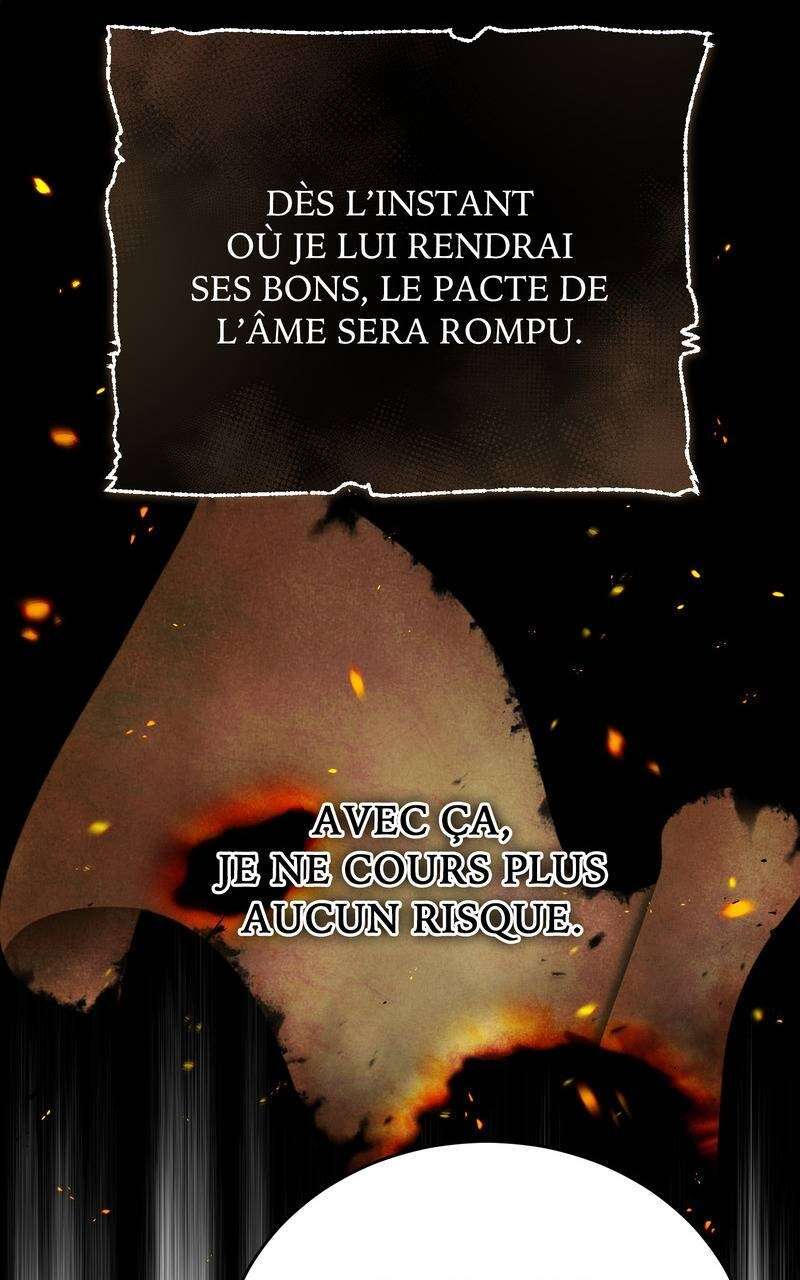 DÈS L'INSTANT
OÙ JE LUI RENDRAI
SES BONS, LE PACTE DE
L'ÂME SERA ROMPU.
AVEC ÇA,
JE NE COURS PLUS
AUCUN RISQUE.